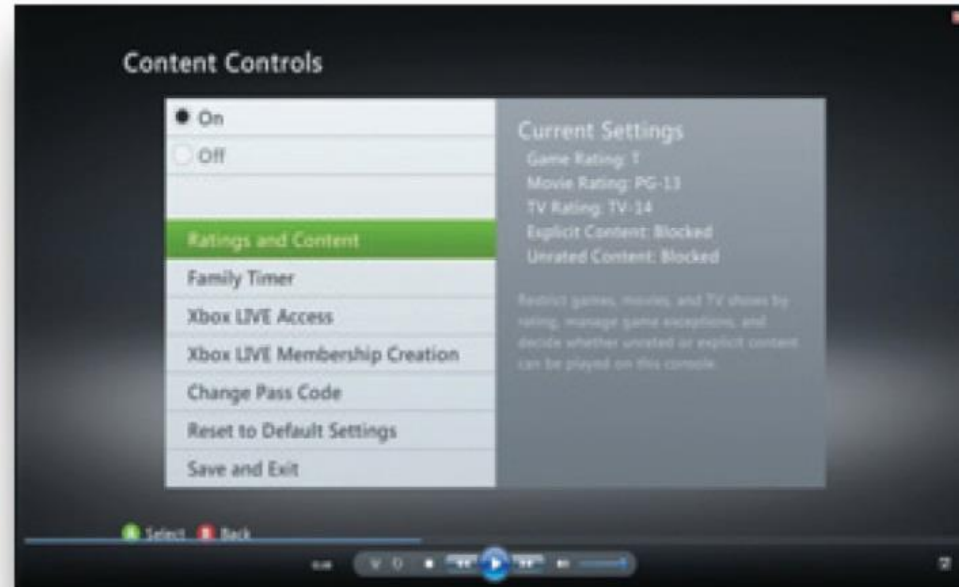 Content Controls
On
Off
Ratings and Content
Family Timer
Xbox LIVE Access
Xbox LIVE Membership Creation
Change Pass Code
Reset to Default Settings
Save and Exit
Current Settings
Game Rating: T
Movie Rating: PG-13
TV Rating: TV-14
Explicit Content: Blocked
Unrated Content: Blocked
Restrict games, movies, and TV shows by
rating, manage game exceptions, and
decide whether unrated or explicit content
can be played on this console.
A Select B Back